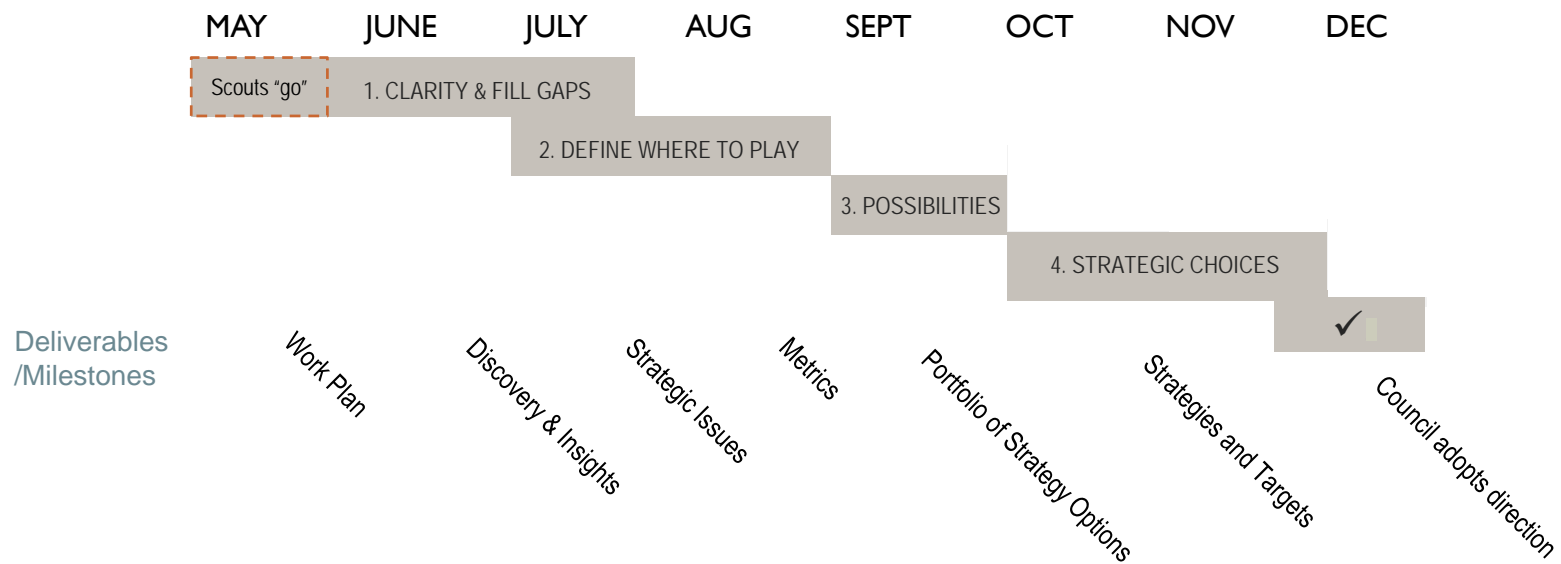 MAY JUNE JULY AUG SEPT OCT NOV DEC
Scouts “go” 1. CLARITY & FILL GAPS
2. DEFINE WHERE TO PLAY
3. POSSIBILITIES
4. STRATEGIC CHOICES
✓
Deliverables
/Milestones
Work Plan
Discovery & Insights
Strategic Issues
Metrics
Portfolio of Strategy Options
Strategies and Targets
Council adopts direction